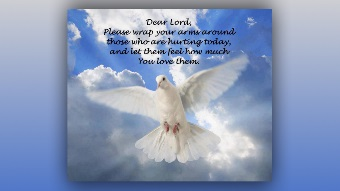 Dear Lord,
Please wrap your arms around
those who are hurting today,
and let them feel how much
You love them.